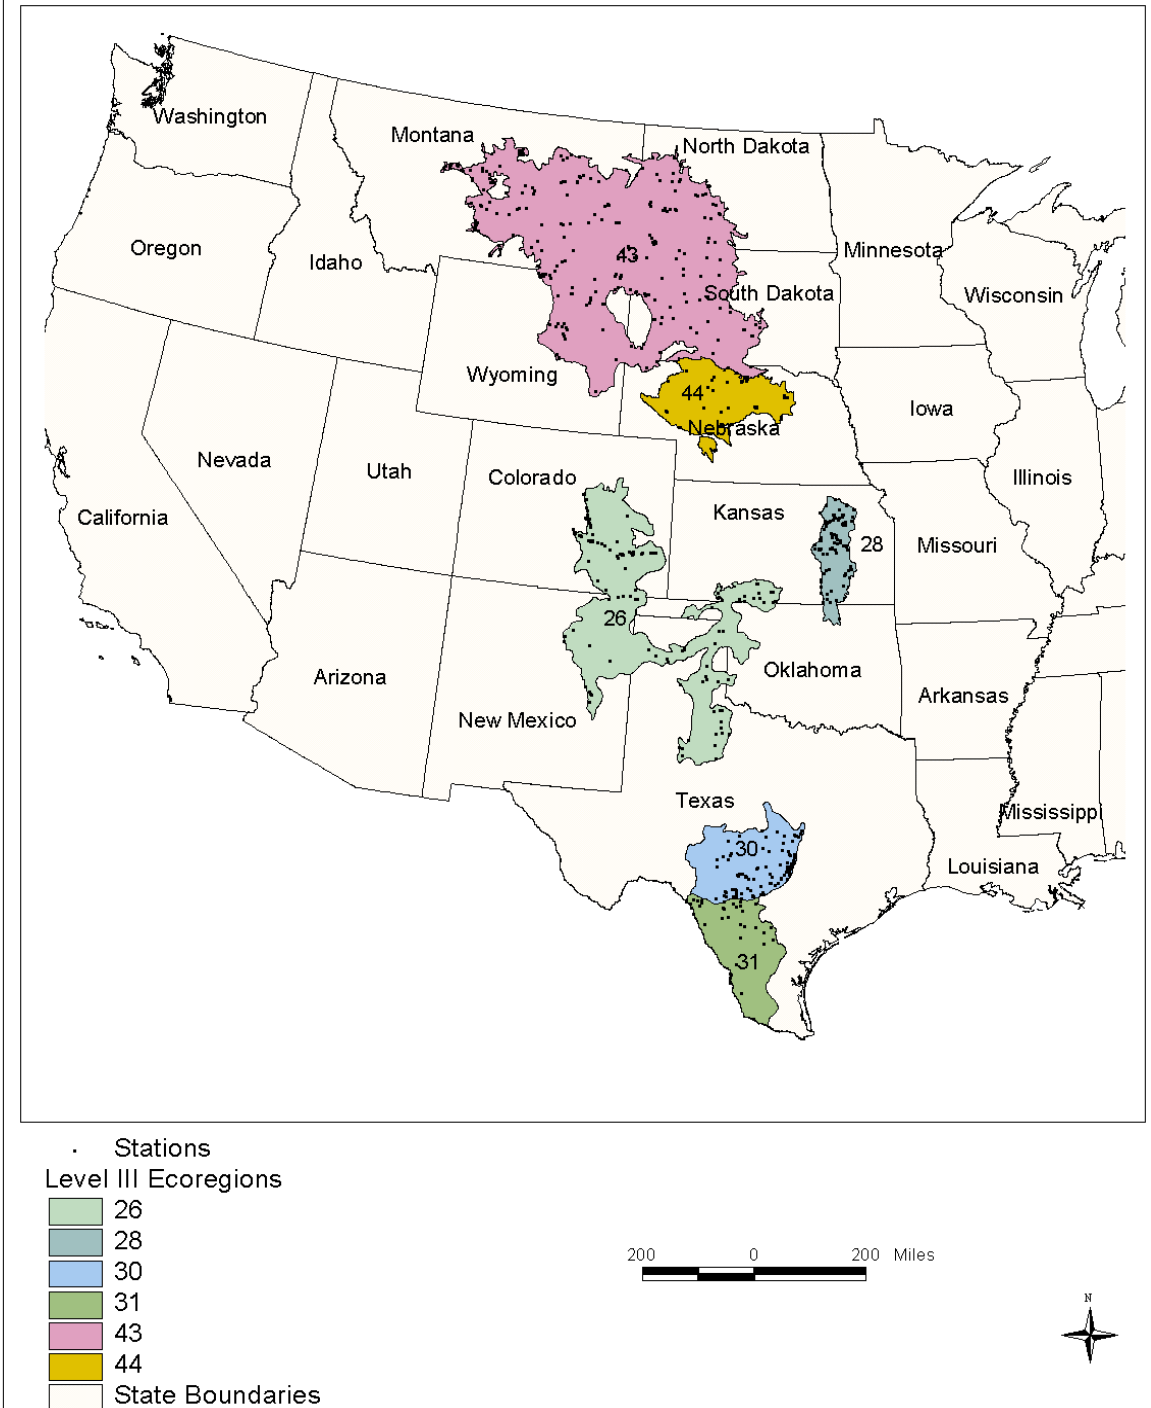 Washington
Montana
North Dakota
Oregon
Idaho
43
Minnesota
South Dakota
Wisconsin
Wyoming
44
Nebraska
Iowa
Nevada
Utah
Colorado
Illinois
California
Kansas
28
Missouri
26
Arizona
Oklahoma
New Mexico
Arkansas
Texas
Mississippi
30
Louisiana
31
Stations
Level III Ecoregions
26
28
30
31
43
44
State Boundaries
200 0 200 Miles
N